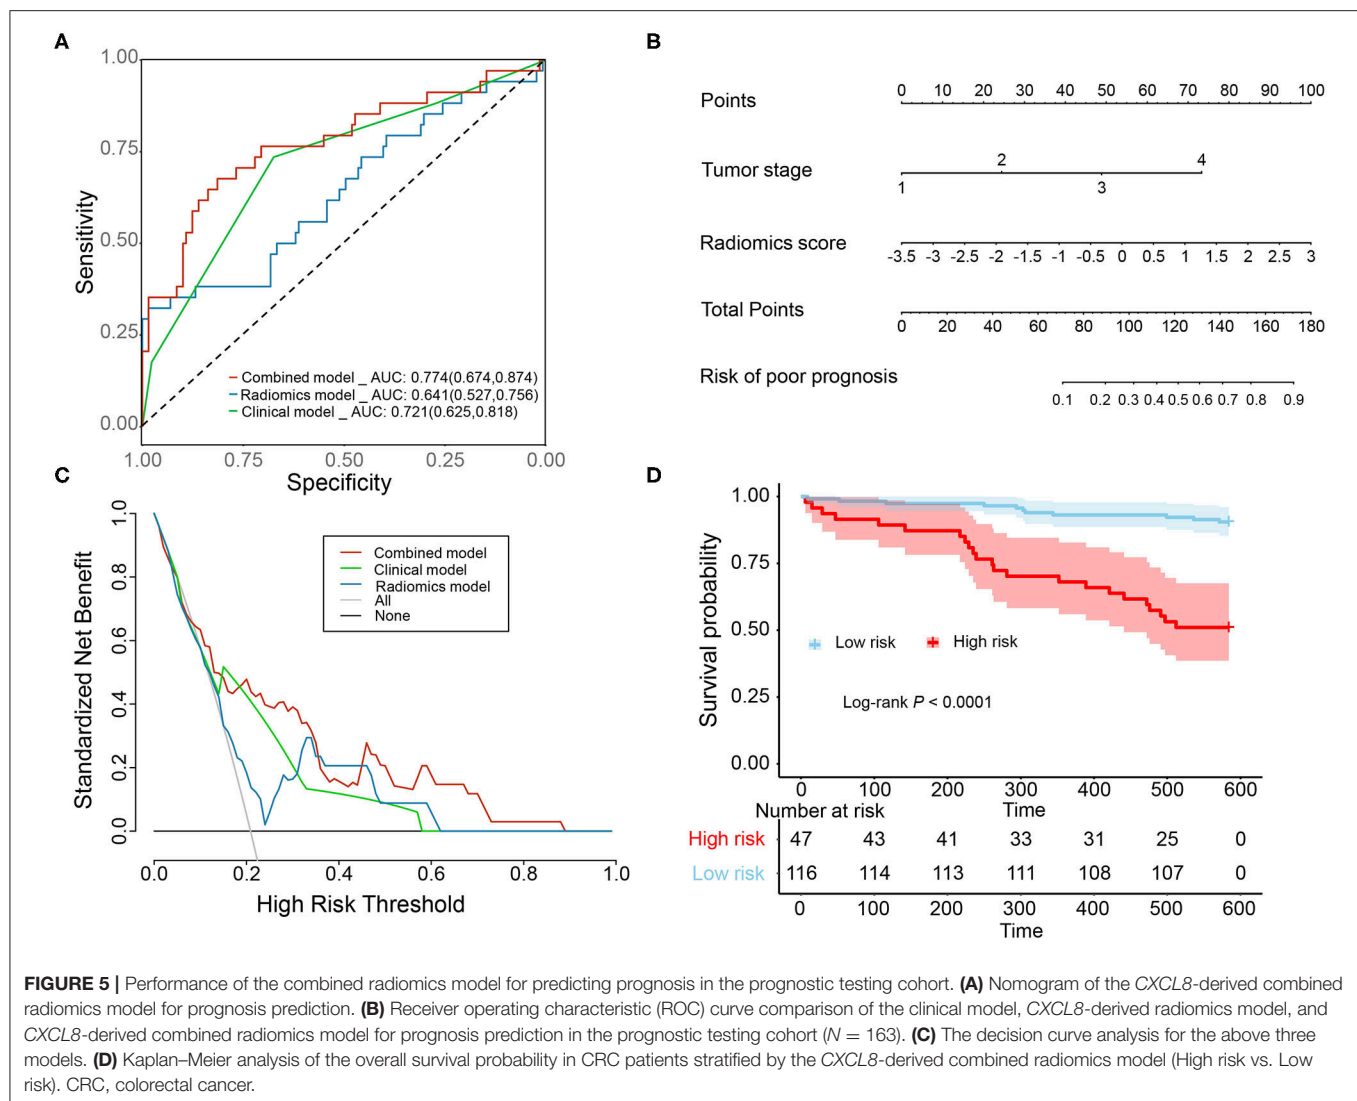 A
1.00
0.75
0.50
0.25
0.00
Sensitivity
Combined model _ AUC: 0.774(0.674,0.874)
Radiomics model _ AUC: 0.641(0.527,0.756)
Clinical model _ AUC: 0.721(0.625,0.818)
1.00 0.75 0.50 0.25 0.00
Specificity
B
Points
0 10 20 30 40 50 60 70 80 90 100
Tumor stage
2 4
1 3
Radiomics score
-3.5 -3 -2.5 -2 -1.5 -1 -0.5 0 0.5 1 1.5 2 2.5 3
Total Points
0 20 40 60 80 100 120 140 160 180
Risk of poor prognosis
0.1 0.2 0.3 0.4 0.5 0.6 0.7 0.8 0.9
C
1.0
0.8
0.6
0.4
0.2
0.0
Standardized Net Benefit
Combined model
Clinical model
Radiomics model
All
None
0.0 0.2 0.4 0.6 0.8 1.0
High Risk Threshold
D
1.00
0.75
0.50
0.25
0.00
Survival probability
Low risk High risk
Log-rank P < 0.0001
0 100 200 300 400 500 600
Number at risk
Time
High risk 47 43 41 33 31 25 0
Low risk 116 114 113 111 108 107 0
0 100 200 300 400 500 600
Time
FIGURE 5 | Performance of the combined radiomics model for predicting prognosis in the prognostic testing cohort. (A) Nomogram of the CXCL8-derived combined
radiomics model for prognosis prediction. (B) Receiver operating characteristic (ROC) curve comparison of the clinical model, CXCL8-derived radiomics model, and
CXCL8-derived combined radiomics model for prognosis prediction in the prognostic testing cohort (N = 163). (C) The decision curve analysis for the above three
models. (D) Kaplan–Meier analysis of the overall survival probability in CRC patients stratified by the CXCL8-derived combined radiomics model (High risk vs. Low
risk). CRC, colorectal cancer.